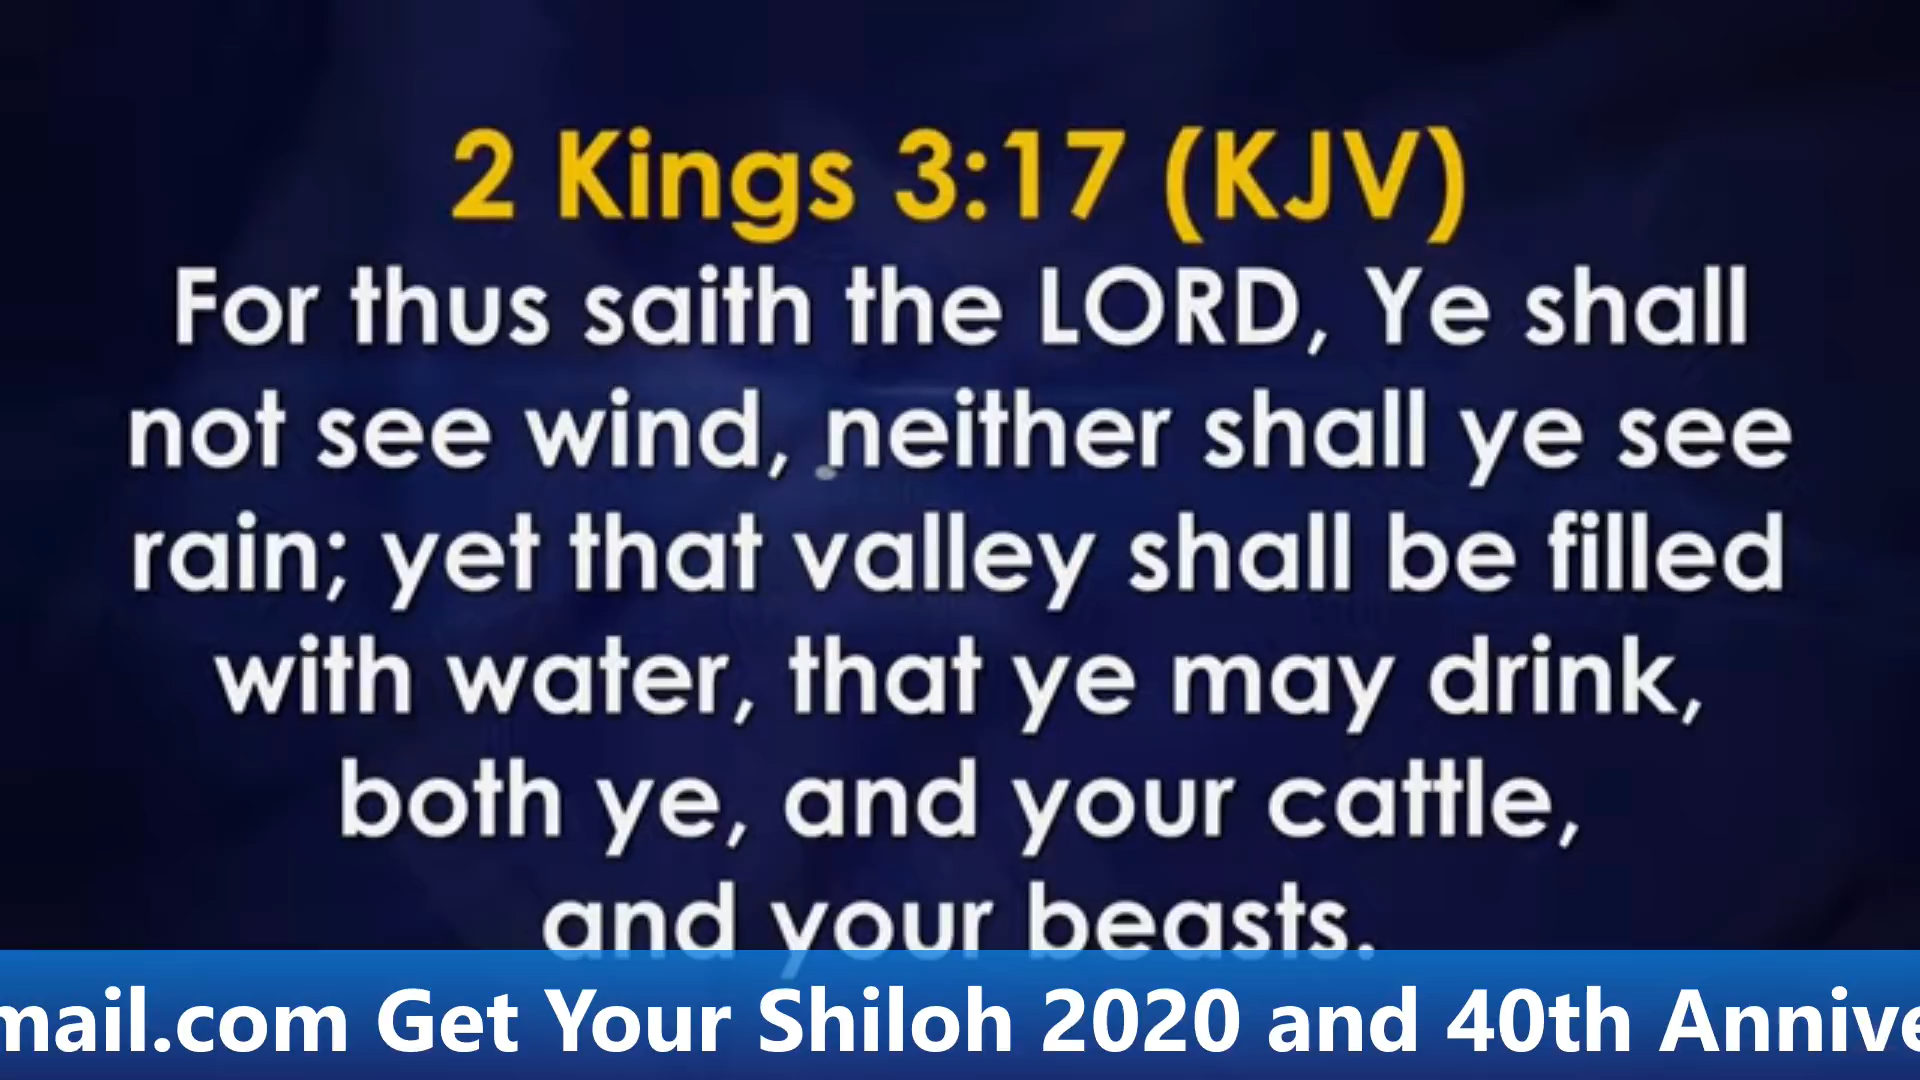 2 Kings 3:17 (KJV)
For thus saith the LORD, Ye shall
not see wind, neither shall ye see
rain; yet that valley shall be filled
with water, that ye may drink,
both ye, and your cattle,
and your beasts.
mail.com Get Your Shiloh 2020 and 40th Annive